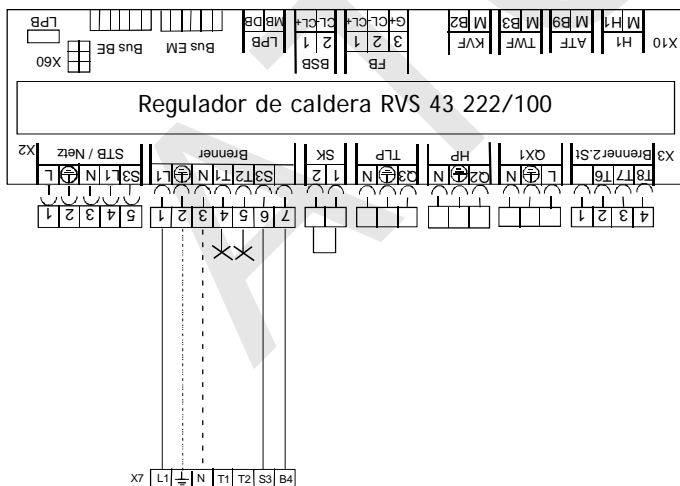 LPB
X60
Bus BE
Bus EM
MB DB
LPB
CL- CL+
2 1
BSB
G+ CL- CL+
3 2 1
FB
M B2
KVF
M B3
TWF
M B9
ATF
M H1
H1
X10
Regulador de caldera RVS 43 222/100
X2
STB / Netz
Brenner
SK
TLP
HP
QX1
Brenner2.St
X3
L N L1 S3
L1 N T1 T2 S3
2 1
N Q3
N Q2
N L
T6 T7 T8
1 2 3 4 5
1 2 3 4 5 6 7
1 2 3 4
X7 L1 N T1 T2 S3 B4